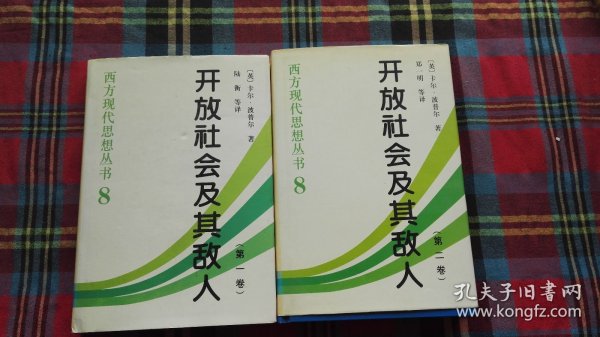 西方现代思想丛书 8
开放社会及其敌人
(第一卷)
[英] 卡尔·波普尔 著
陆衡 等译
西方现代思想丛书 8
开放社会及其敌人
(第二卷)
[英] 卡尔·波普尔 著
郑一明 等译
孔夫子旧书网